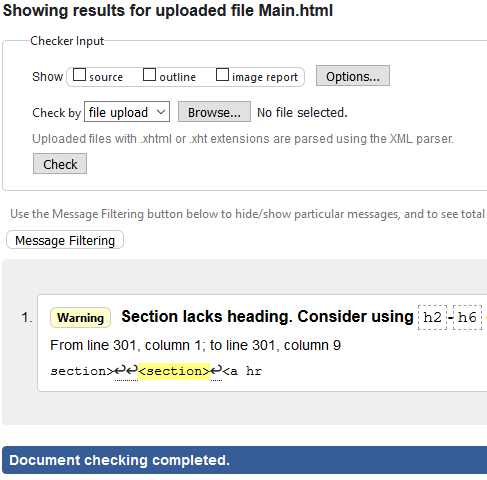 Showing results for uploaded file Main.html
Checker Input
Show source outline image report Options...
Check by file upload Browse... No file selected.
Uploaded files with .xhtml or .xht extensions are parsed using the XML parser.
Check
Use the Message Filtering button below to hide/show particular messages, and to see total
Message Filtering
1. Warning Section lacks heading. Consider using h2-h6
From line 301, column 1; to line 301, column 9
section>↩↩<section>↩<a hr
Document checking completed.